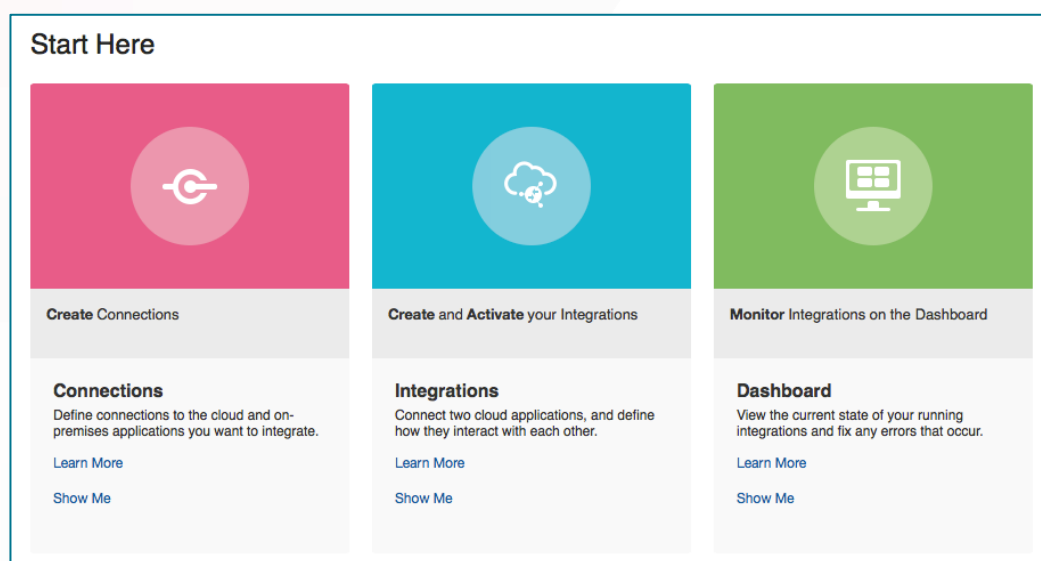 Start Here
Create Connections
Connections
Define connections to the cloud and on-
premises applications you want to integrate.
Learn More
Show Me
Create and Activate your Integrations
Integrations
Connect two cloud applications, and define
how they interact with each other.
Learn More
Show Me
Monitor Integrations on the Dashboard
Dashboard
View the current state of your running
integrations and fix any errors that occur.
Learn More
Show Me